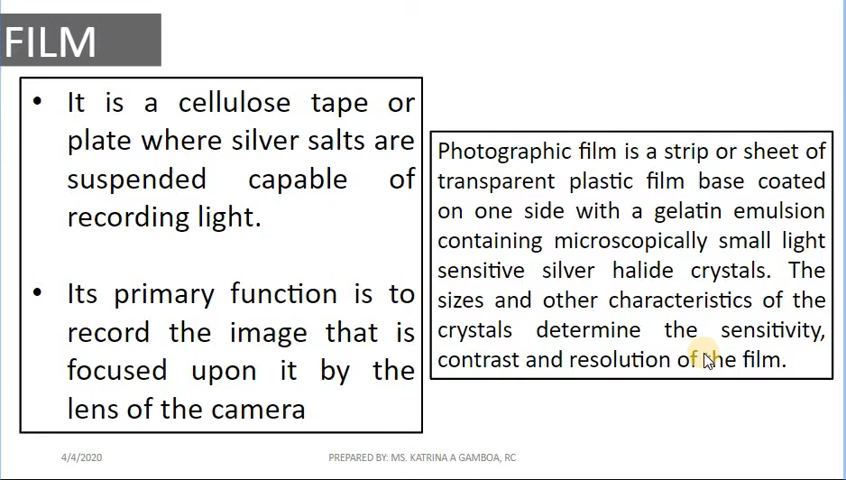 FILM
• It is a cellulose tape or
plate where silver salts are
suspended capable of
recording light.
• Its primary function is to
record the image that is
focused upon it by the
lens of the camera
Photographic film is a strip or sheet of
transparent plastic film base coated
on one side with a gelatin emulsion
containing microscopically small light
sensitive silver halide crystals. The
sizes and other characteristics of the
crystals determine the sensitivity,
contrast and resolution of the film.
4/4/2020
PREPARED BY: MS. KATRINA A GAMBOA, RC